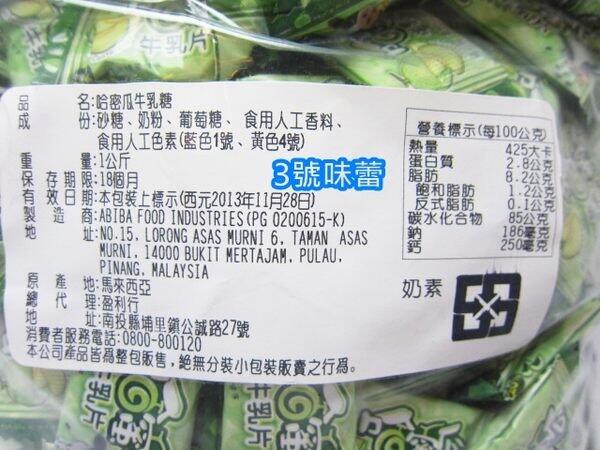 牛乳片
品名:哈密瓜牛乳糖
成份:砂糖、奶粉、葡萄糖、食用人工香料、
食用人工色素(藍色1號、黃色4號)
重量:1公斤
保存期限:18個月
有效日期:本包裝上標示(西元2013年11月28日)
製造商:ABIBA FOOD INDUSTRIES(PG 0200615-K)
地址:NO.15, LORONG ASAS MURNI 6, TAMAN ASAS
MURNI, 14000 BUKIT MERTAJAM, PULAU,
PINANG, MALAYSIA
原產地:馬來西亞
總代理:盈利行
地址:南投縣埔里鎮公誠路27號
消費者服務電話:0800-800120
本公司產品皆為整包販售,絕無分裝小包裝販賣之行為。
3號味蕾
營養標示(每100公克)
熱量 425大卡
蛋白質 2.8公克
脂肪 8.2公克
飽和脂肪 1.2公克
反式脂肪 0.1公克
碳水化合物 85公克
鈉 186毫克
鈣 250毫克
奶素
牛乳片
牛乳片